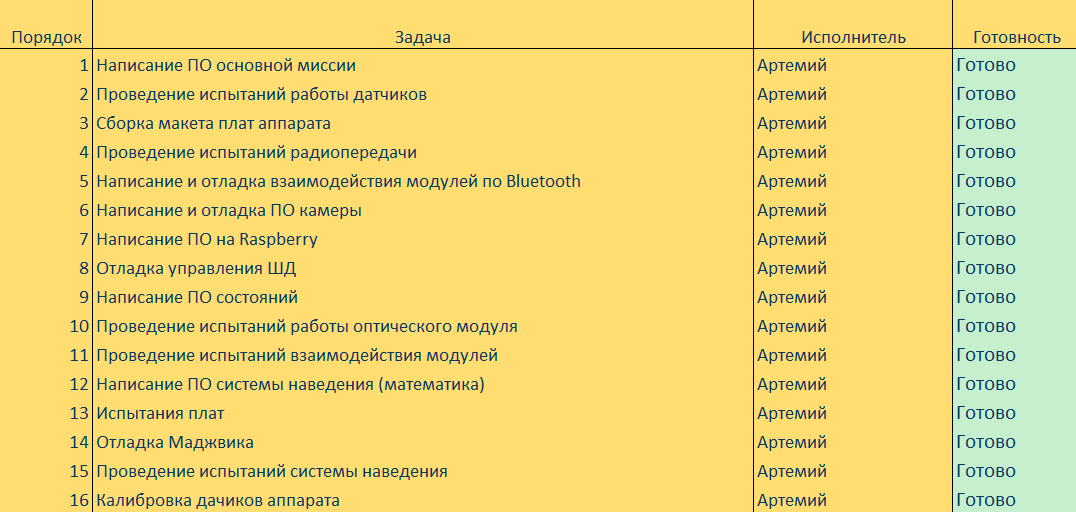 Порядок Задача Исполнитель Готовность
1 Написание ПО основной миссии Артемий Готово
2 Проведение испытаний работы датчиков Артемий Готово
3 Сборка макета плат аппарата Артемий Готово
4 Проведение испытаний радиопередачи Артемий Готово
5 Написание и отладка взаимодействия модулей по Bluetooth Артемий Готово
6 Написание и отладка ПО камеры Артемий Готово
7 Написание ПО на Raspberry Артемий Готово
8 Отладка управления ШД Артемий Готово
9 Написание ПО состояний Артемий Готово
10 Проведение испытаний работы оптического модуля Артемий Готово
11 Проведение испытаний взаимодействия модулей Артемий Готово
12 Написание ПО системы наведения (математика) Артемий Готово
13 Испытания плат Артемий Готово
14 Отладка Маджвика Артемий Готово
15 Проведение испытаний системы наведения Артемий Готово
16 Калибровка дачиков аппарата Артемий Готово